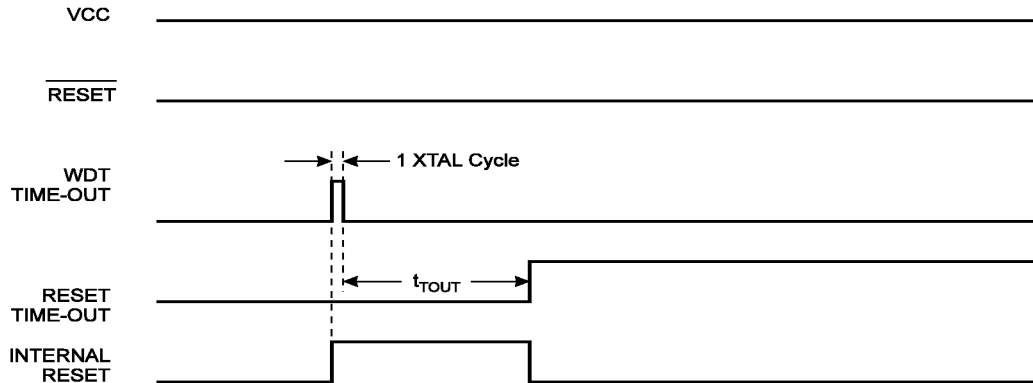 VCC
RESET
1 XTAL Cycle
WDT
TIME-OUT
tTOUT
RESET
TIME-OUT
INTERNAL
RESET